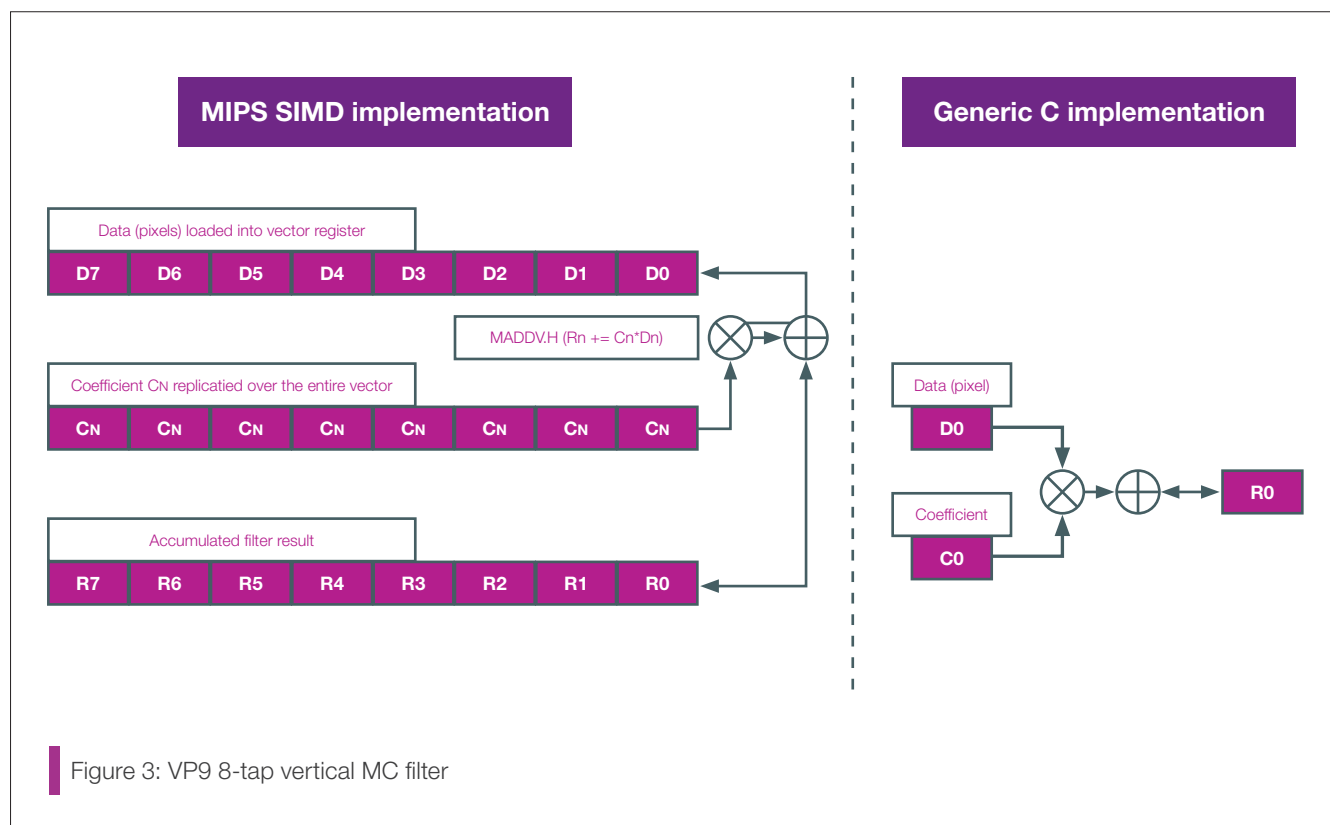 MIPS SIMD implementation
Data (pixels) loaded into vector register
D7 D6 D5 D4 D3 D2 D1 D0
MADDV.H (Rn += Cn*Dn)
Coefficient CN replicatied over the entire vector
CN CN CN CN CN CN CN CN
Accumulated filter result
R7 R6 R5 R4 R3 R2 R1 R0
Generic C implementation
Data (pixel)
D0
Coefficient
C0
R0
Figure 3: VP9 8-tap vertical MC filter